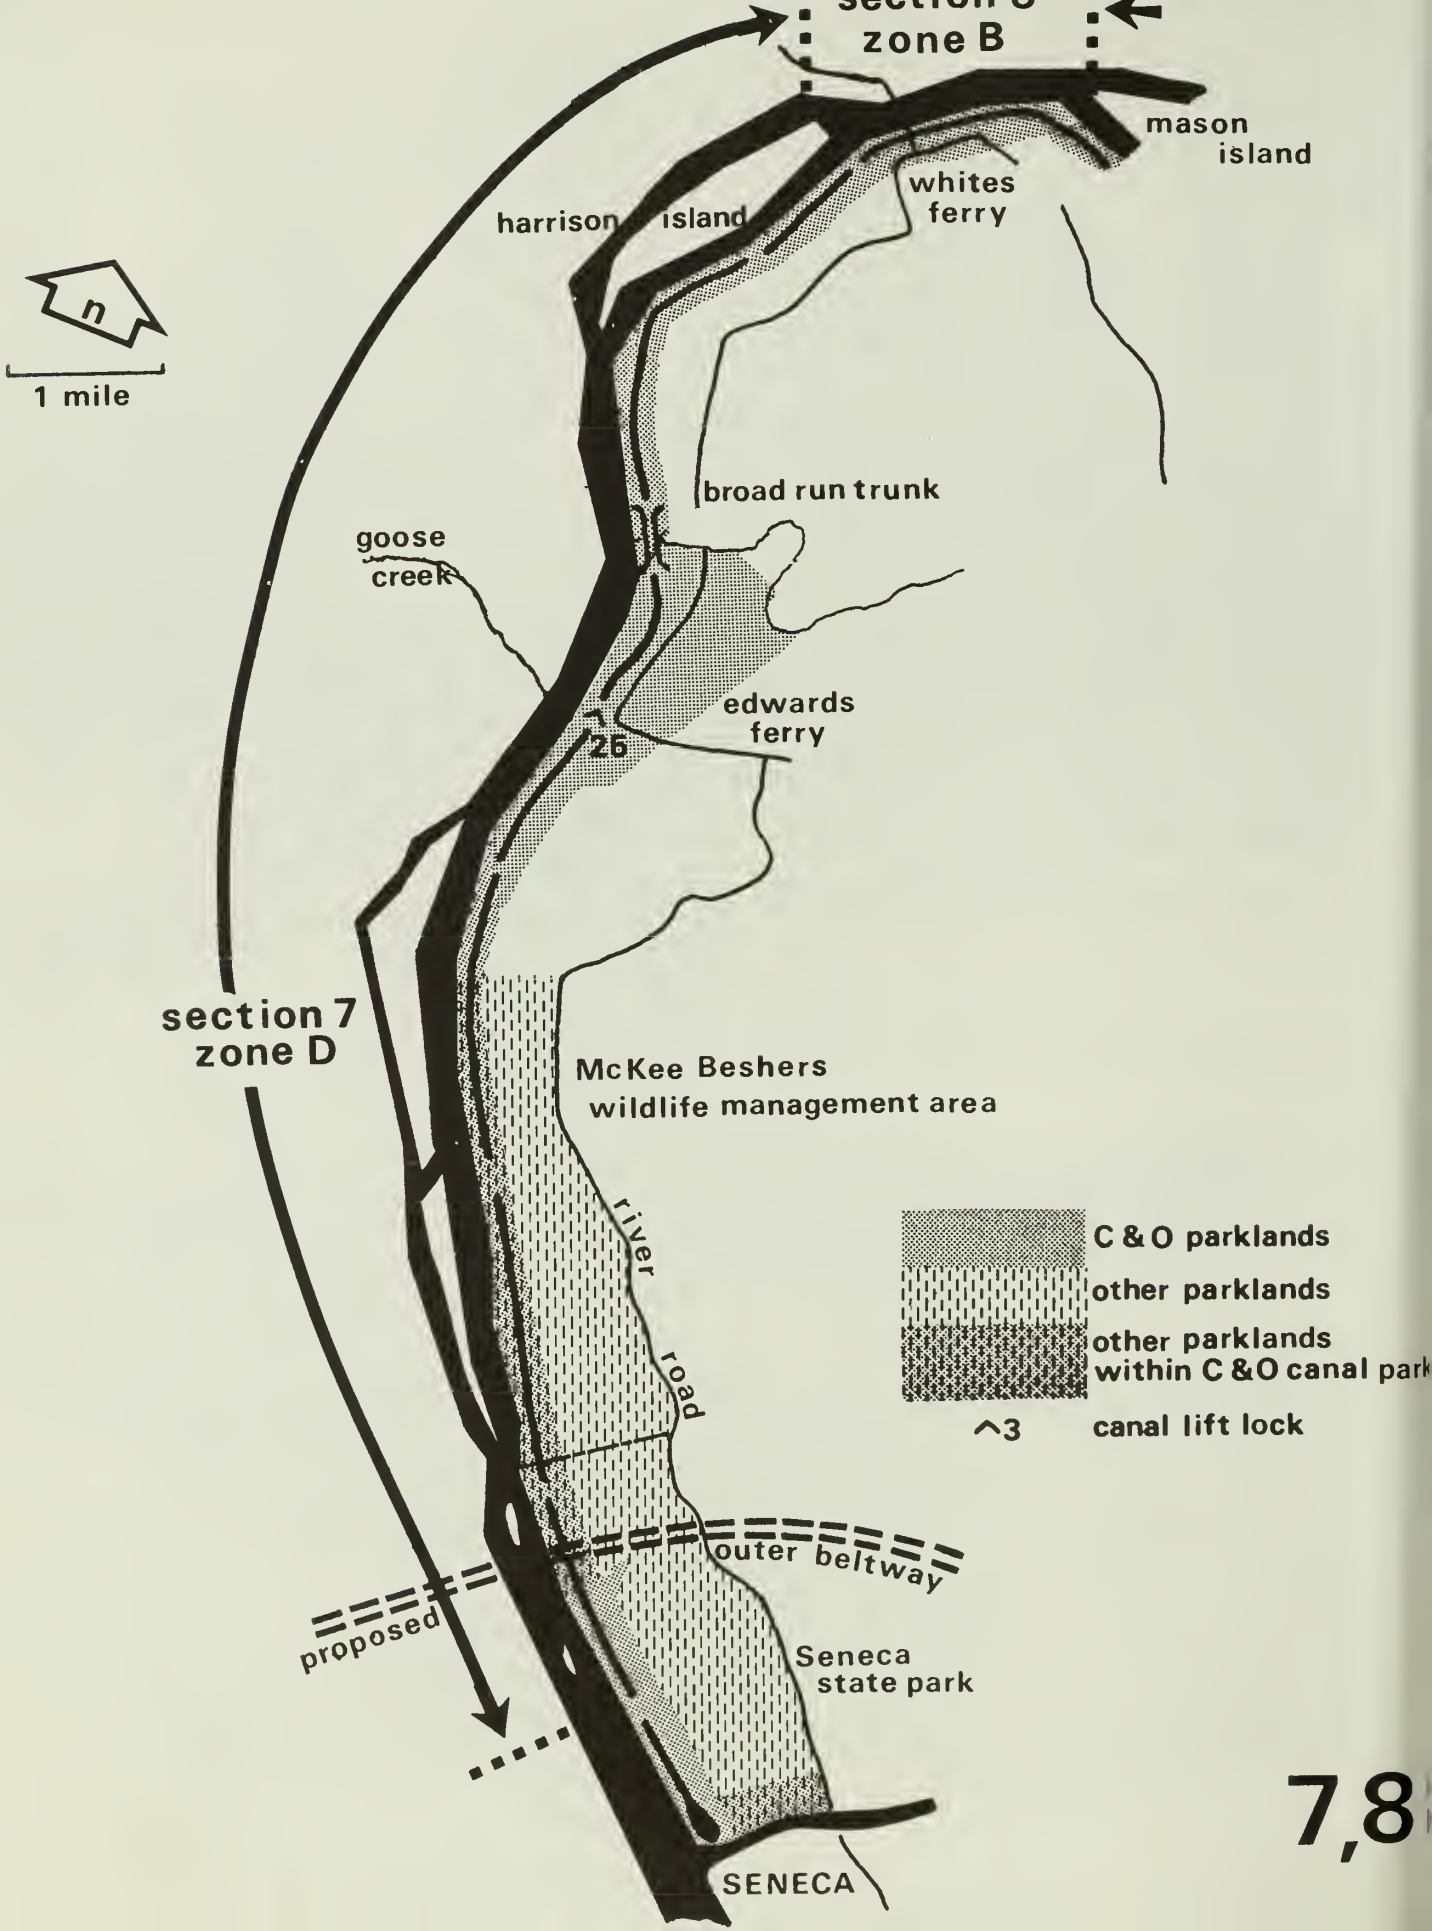 section 8
zone B
mason
island
whites
ferry
harrison island
n
1 mile
broad run trunk
goose
creek
edwards
ferry
26
section 7
zone D
McKee Beshers
wildlife management area
river
road
C & O parklands
other parklands
other parklands
within C & O canal park
^3 canal lift lock
outer beltway
proposed
Seneca
state park
7,8
SENECA